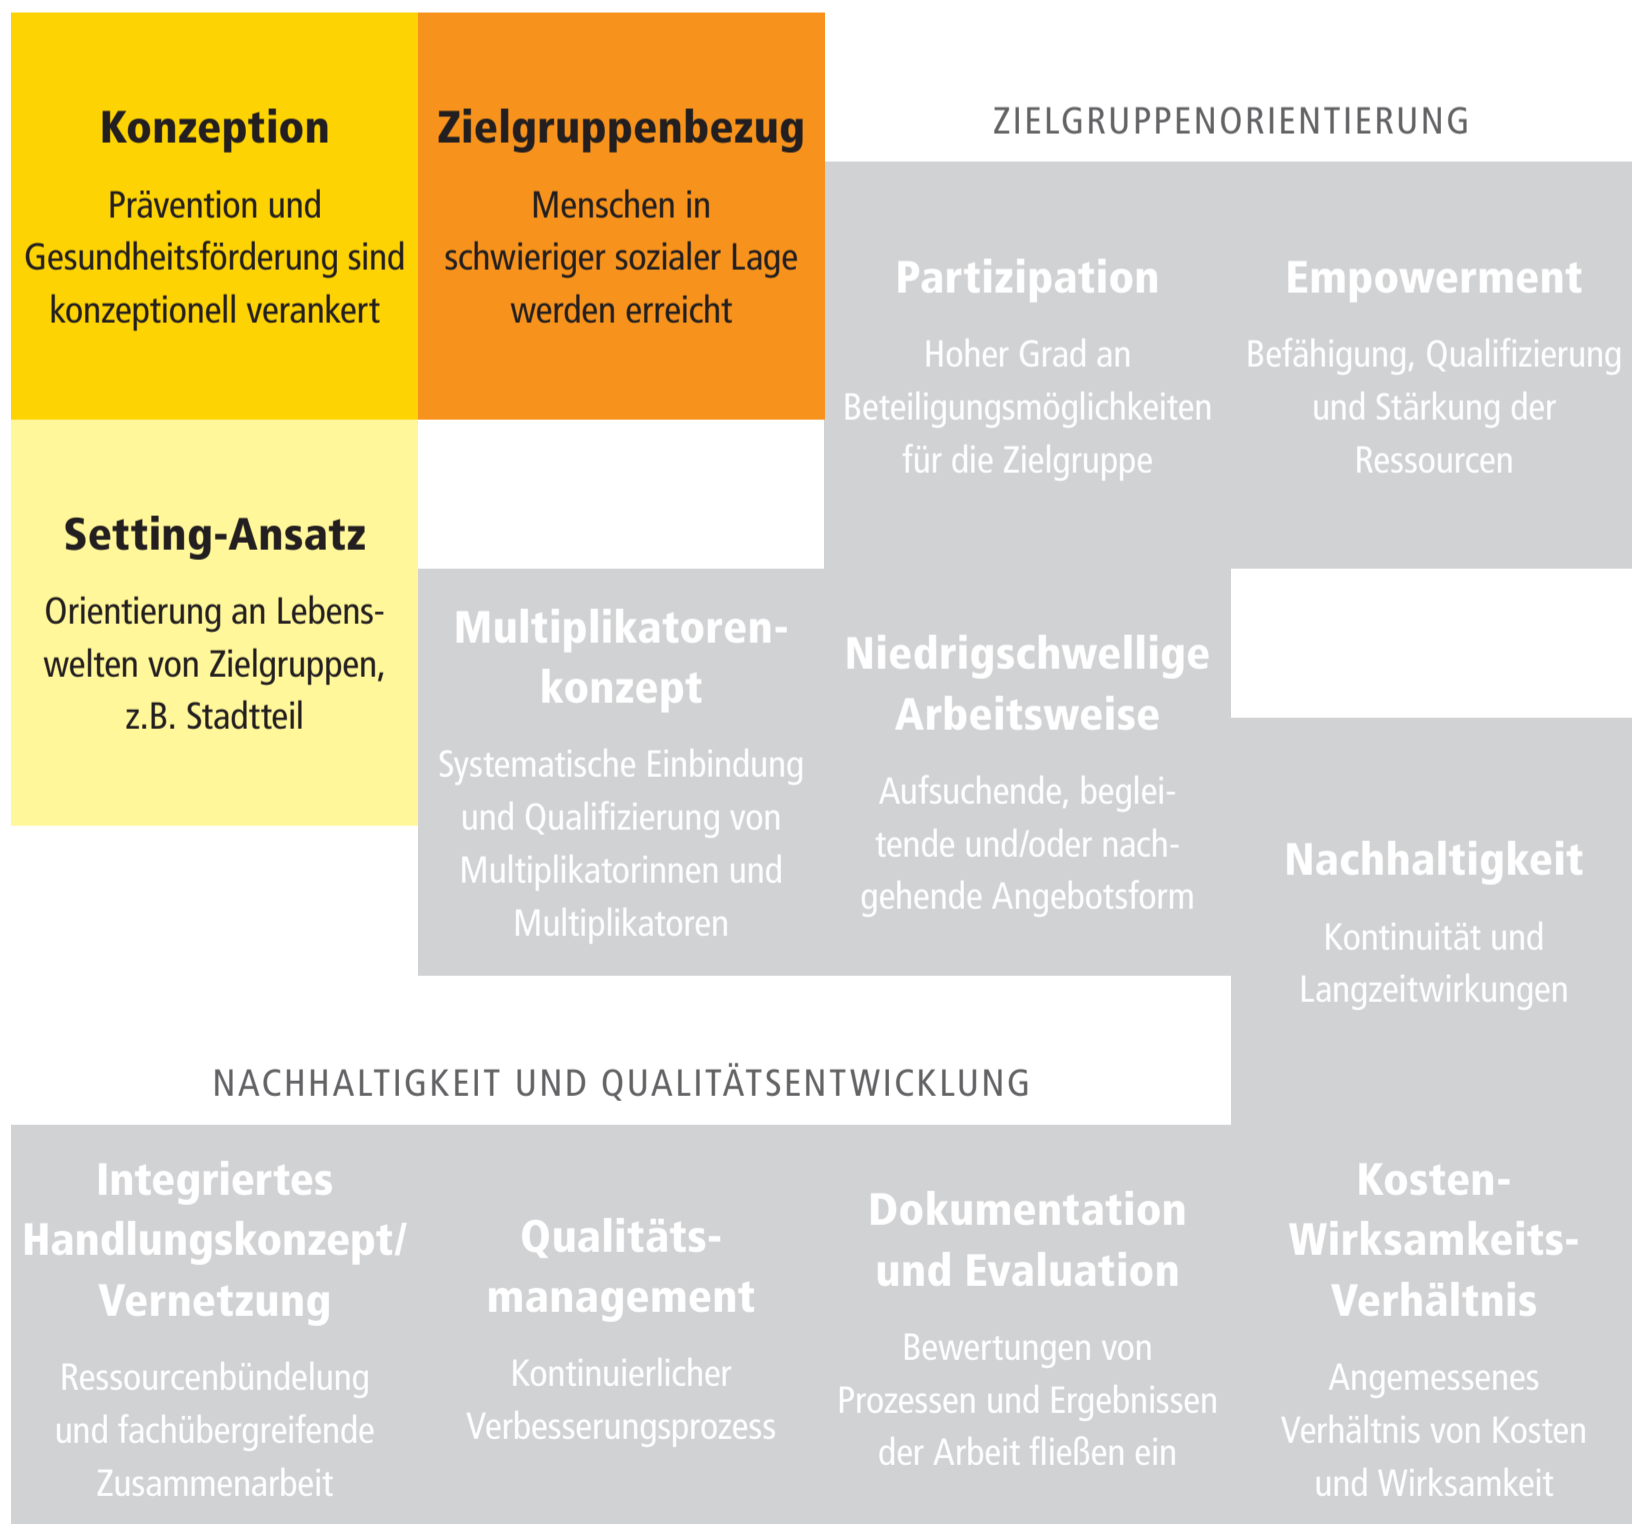 Konzeption
Prävention und
Gesundheitsförderung sind
konzeptionell verankert
Zielgruppenbezug
Menschen in
schwieriger sozialer Lage
werden erreicht
ZIELGRUPPENORIENTIERUNG
Partizipation
Hoher Grad an
Beteiligungsmöglichkeiten
für die Zielgruppe
Empowerment
Befähigung, Qualifizierung
und Stärkung der
Ressourcen
Setting-Ansatz
Orientierung an Lebens-
welten von Zielgruppen,
z.B. Stadtteil
Multiplikatoren-
konzept
Systematische Einbindung
und Qualifizierung von
Multiplikatorinnen und
Multiplikatoren
Niedrigschwellige
Arbeitsweise
Aufsuchende, beglei-
tende und/oder nach-
gehende Angebotsform
Nachhaltigkeit
Kontinuität und
Langzeitwirkungen
NACHHALTIGKEIT UND QUALITÄTSENTWICKLUNG
Integriertes
Handlungskonzept/
Vernetzung
Ressourcenbündelung
und fachübergreifende
Zusammenarbeit
Qualitäts-
management
Kontinuierlicher
Verbesserungsprozess
Dokumentation
und Evaluation
Bewertungen von
Prozessen und Ergebnissen
der Arbeit fließen ein
Kosten-
Wirksamkeits-
Verhältnis
Angemessenes
Verhältnis von Kosten
und Wirksamkeit